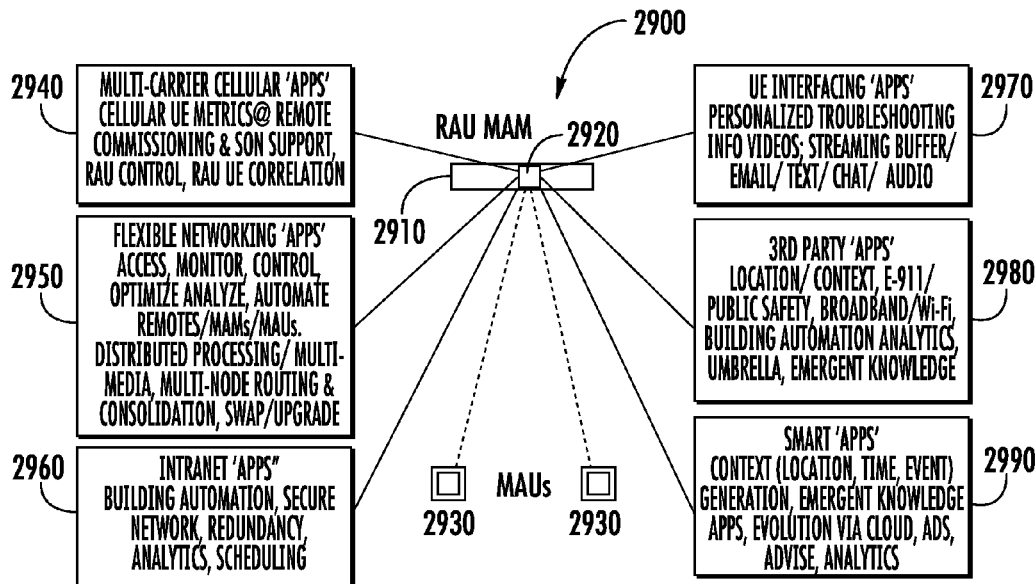 2900
2940
MULTI-CARRIER CELLULAR 'APPS'
CELLULAR UE METRICS@ REMOTE
COMMISSIONING & SON SUPPORT,
RAU CONTROL, RAU UE CORRELATION
RAU MAM
2920
2910
UE INTERFACING 'APPS'
PERSONALIZED TROUBLESHOOTING
INFO VIDEOS; STREAMING BUFFER/
EMAIL/ TEXT/ CHAT/ AUDIO
2970
2950
FLEXIBLE NETWORKING 'APPS'
ACCESS, MONITOR, CONTROL,
OPTIMIZE ANALYZE, AUTOMATE
REMOTES/MAMs/MAUs.
DISTRIBUTED PROCESSING/ MULTI-
MEDIA, MULTI-NODE ROUTING &
CONSOLIDATION, SWAP/UPGRADE
3RD PARTY 'APPS'
LOCATION/ CONTEXT, E-911/
PUBLIC SAFETY, BROADBAND/Wi-Fi,
BUILDING AUTOMATION ANALYTICS,
UMBRELLA, EMERGENT KNOWLEDGE
2980
2960
INTRANET 'APPS"
BUILDING AUTOMATION, SECURE
NETWORK, REDUNDANCY,
ANALYTICS, SCHEDULING
MAUs
2930
2930
SMART 'APPS'
CONTEXT (LOCATION, TIME, EVENT)
GENERATION, EMERGENT KNOWLEDGE
APPS, EVOLUTION VIA CLOUD, ADS,
ADVISE, ANALYTICS
2990